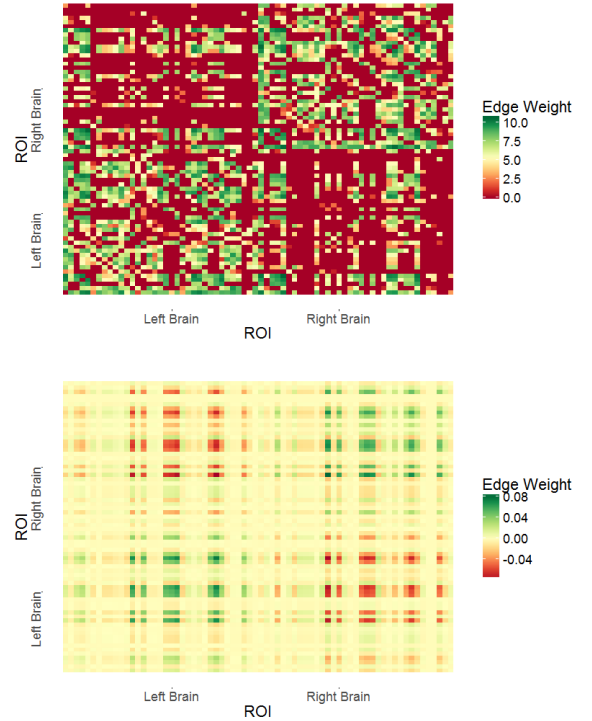 Right Brain
Left Brain
ROI
Left Brain
Right Brain
ROI
Edge Weight
10.0
7.5
5.0
2.5
0.0
Right Brain
Left Brain
ROI
Left Brain
Right Brain
ROI
Edge Weight
0.08
0.04
0.00
-0.04